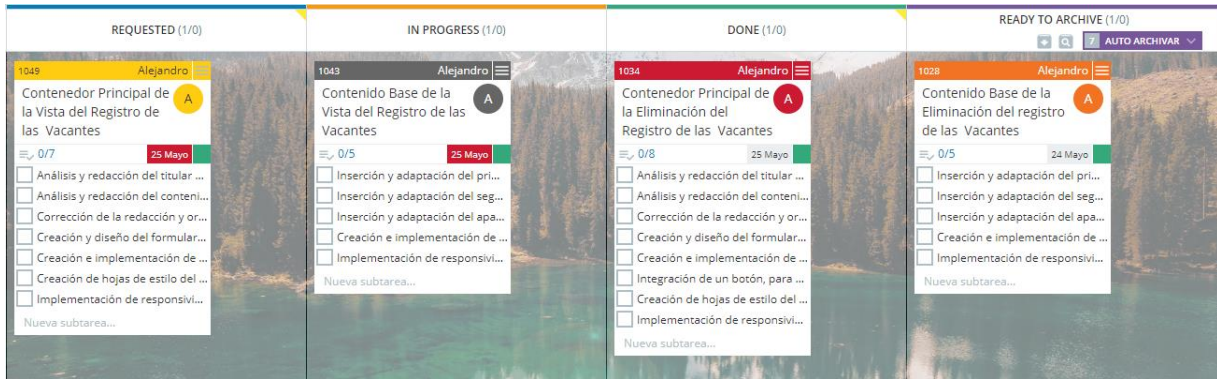 REQUESTED (1/0)
1049 Alejandro
Contenedor Principal de
la Vista del Registro de
las Vacantes
A
0/7 25 Mayo
Análisis y redacción del titular ...
Análisis y redacción del conteni...
Corrección de la redacción y or...
Creación y diseño del formular...
Creación e implementación de ...
Creación de hojas de estilo del ...
Implementación de responsivi...
Nueva subtarea...
IN PROGRESS (1/0)
1043 Alejandro
Contenido Base de la
Vista del Registro de las
Vacantes
A
0/5 25 Mayo
Inserción y adaptación del pri...
Inserción y adaptación del seg...
Inserción y adaptación del apa...
Creación e implementación de ...
Implementación de responsivi...
Nueva subtarea...
DONE (1/0)
1034 Alejandro
Contenedor Principal de
la Eliminación del
Registro de las Vacantes
A
0/8 25 Mayo
Análisis y redacción del titular ...
Análisis y redacción del conteni...
Corrección de la redacción y or...
Creación y diseño del formular...
Creación e implementación de ...
Integración de un botón, para ...
Creación de hojas de estilo del ...
Implementación de responsivi...
Nueva subtarea...
READY TO ARCHIVE (1/0)
7 AUTO ARCHIVAR
1028 Alejandro
Contenido Base de la
Eliminación del registro
de las Vacantes
A
0/5 24 Mayo
Inserción y adaptación del pri...
Inserción y adaptación del seg...
Inserción y adaptación del apa...
Creación e implementación de ...
Implementación de responsivi...
Nueva subtarea...